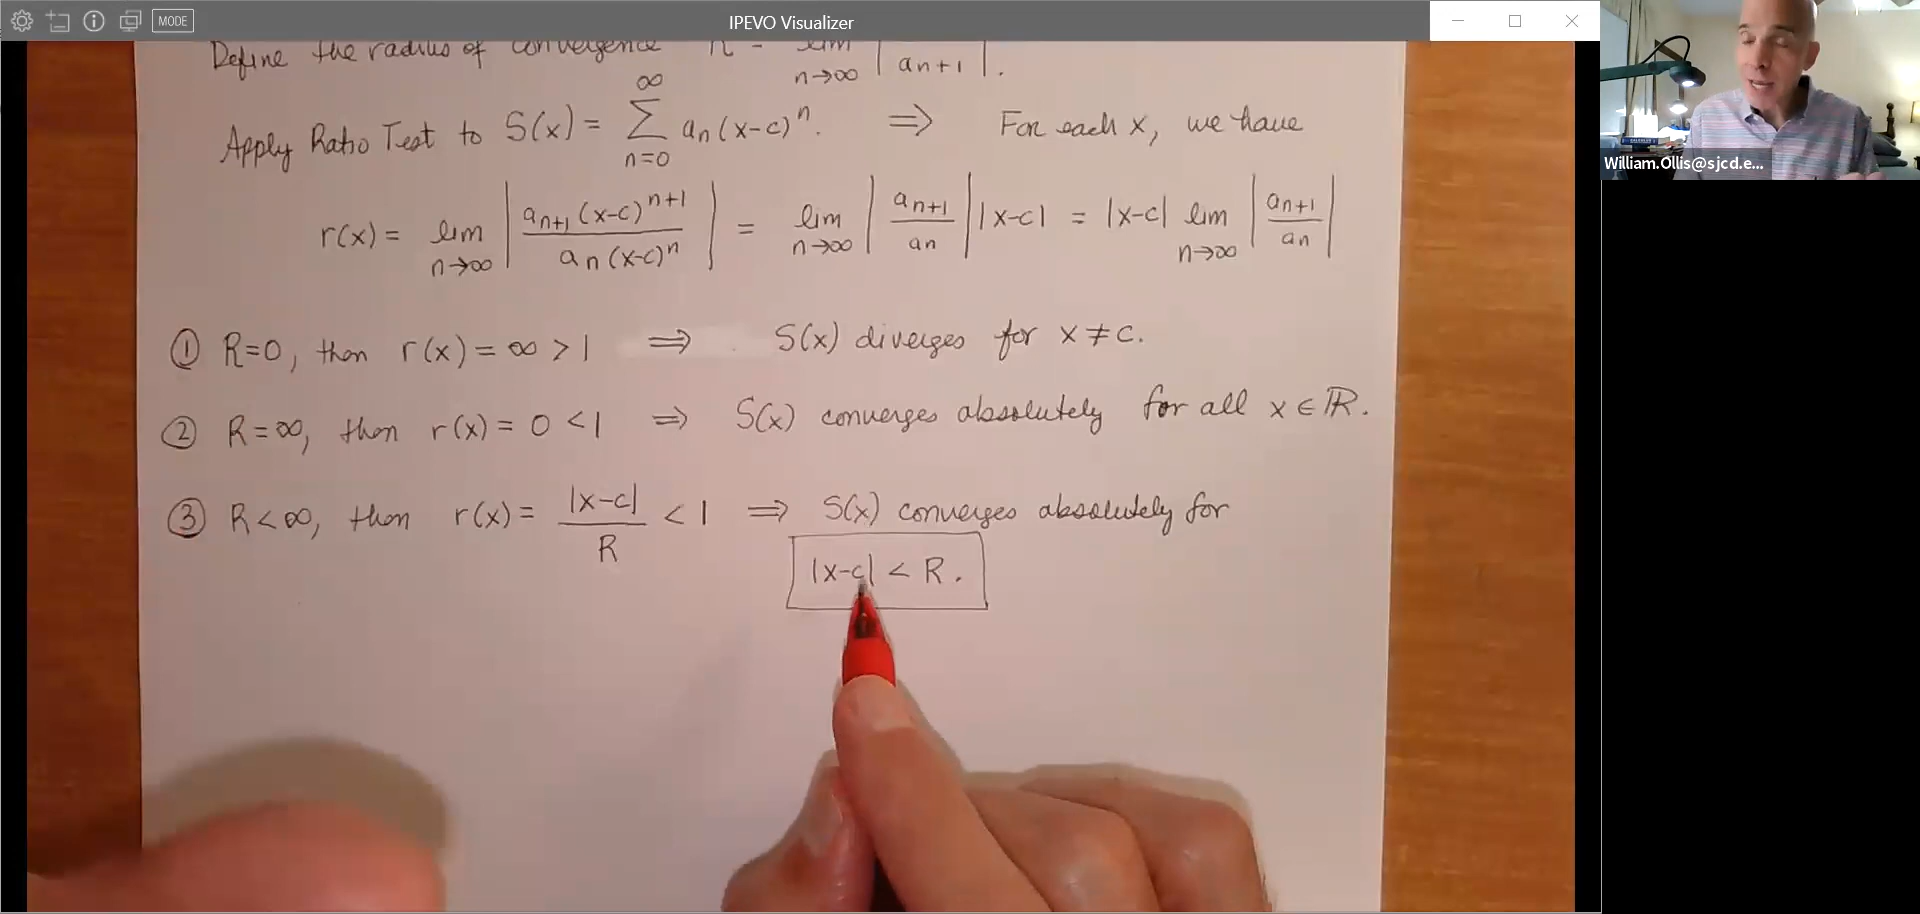 MODE
IPEVO Visualizer
William.Ollis@sjcd.e...
Define the radius of convergence R = lim n→∞ | / an+1 |.
Apply Ratio Test to S(x) = ∑ n=0 ∞ an (x-c)^n. ⟹ For each x, we have
r(x) = lim n→∞ | an+1 (x-c)^n+1 / an (x-c)^n | = lim n→∞ | an+1 / an | |x-c| = |x-c| lim n→∞ | an+1 / an |
① R=0, then r(x) = ∞ > 1 ⟹ S(x) diverges for x ≠ c.
② R = ∞, then r(x) = 0 < 1 ⟹ S(x) converges absolutely for all x ∈ ℝ.
③ R < ∞, then r(x) = |x-c| / R < 1 ⟹ S(x) converges absolutely for
|x-c| < R.